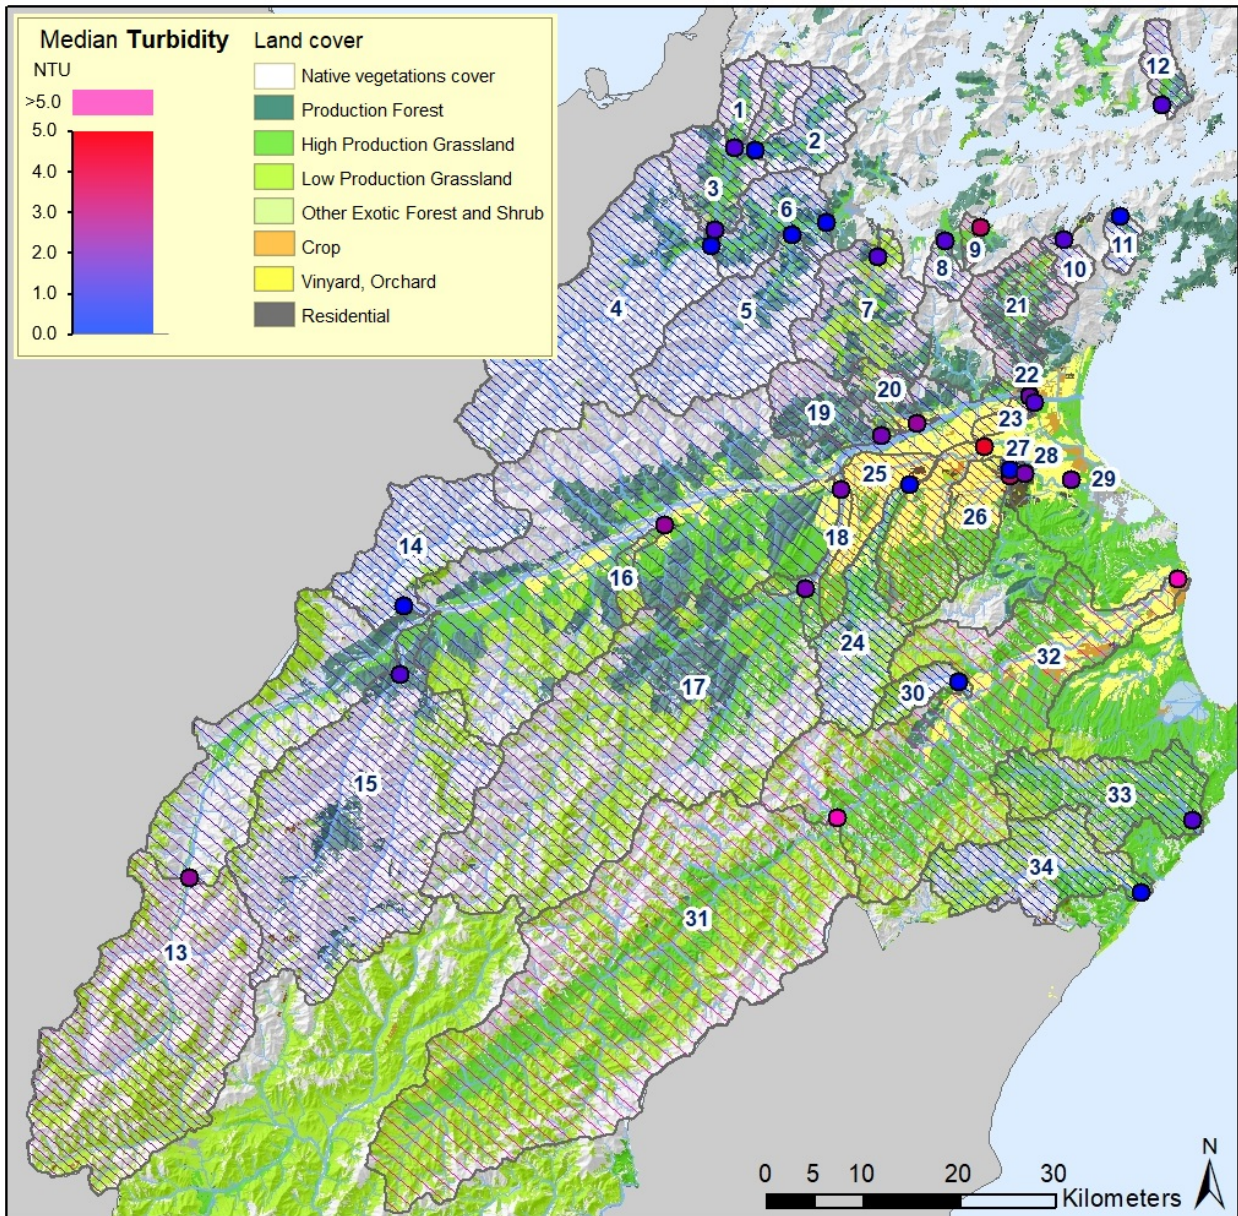 Median Turbidity
NTU
>5.0
5.0
4.0
3.0
2.0
1.0
0.0
Land cover
Native vegetations cover
Production Forest
High Production Grassland
Low Production Grassland
Other Exotic Forest and Shrub
Crop
Vinyard, Orchard
Residential
12
1
2
3
6
4
5
7
8
9
10
11
21
22
20
19
23
27
28
29
25
26
18
14
16
24
17
30
32
15
33
34
31
13
N
0 5 10 20 30
Kilometers